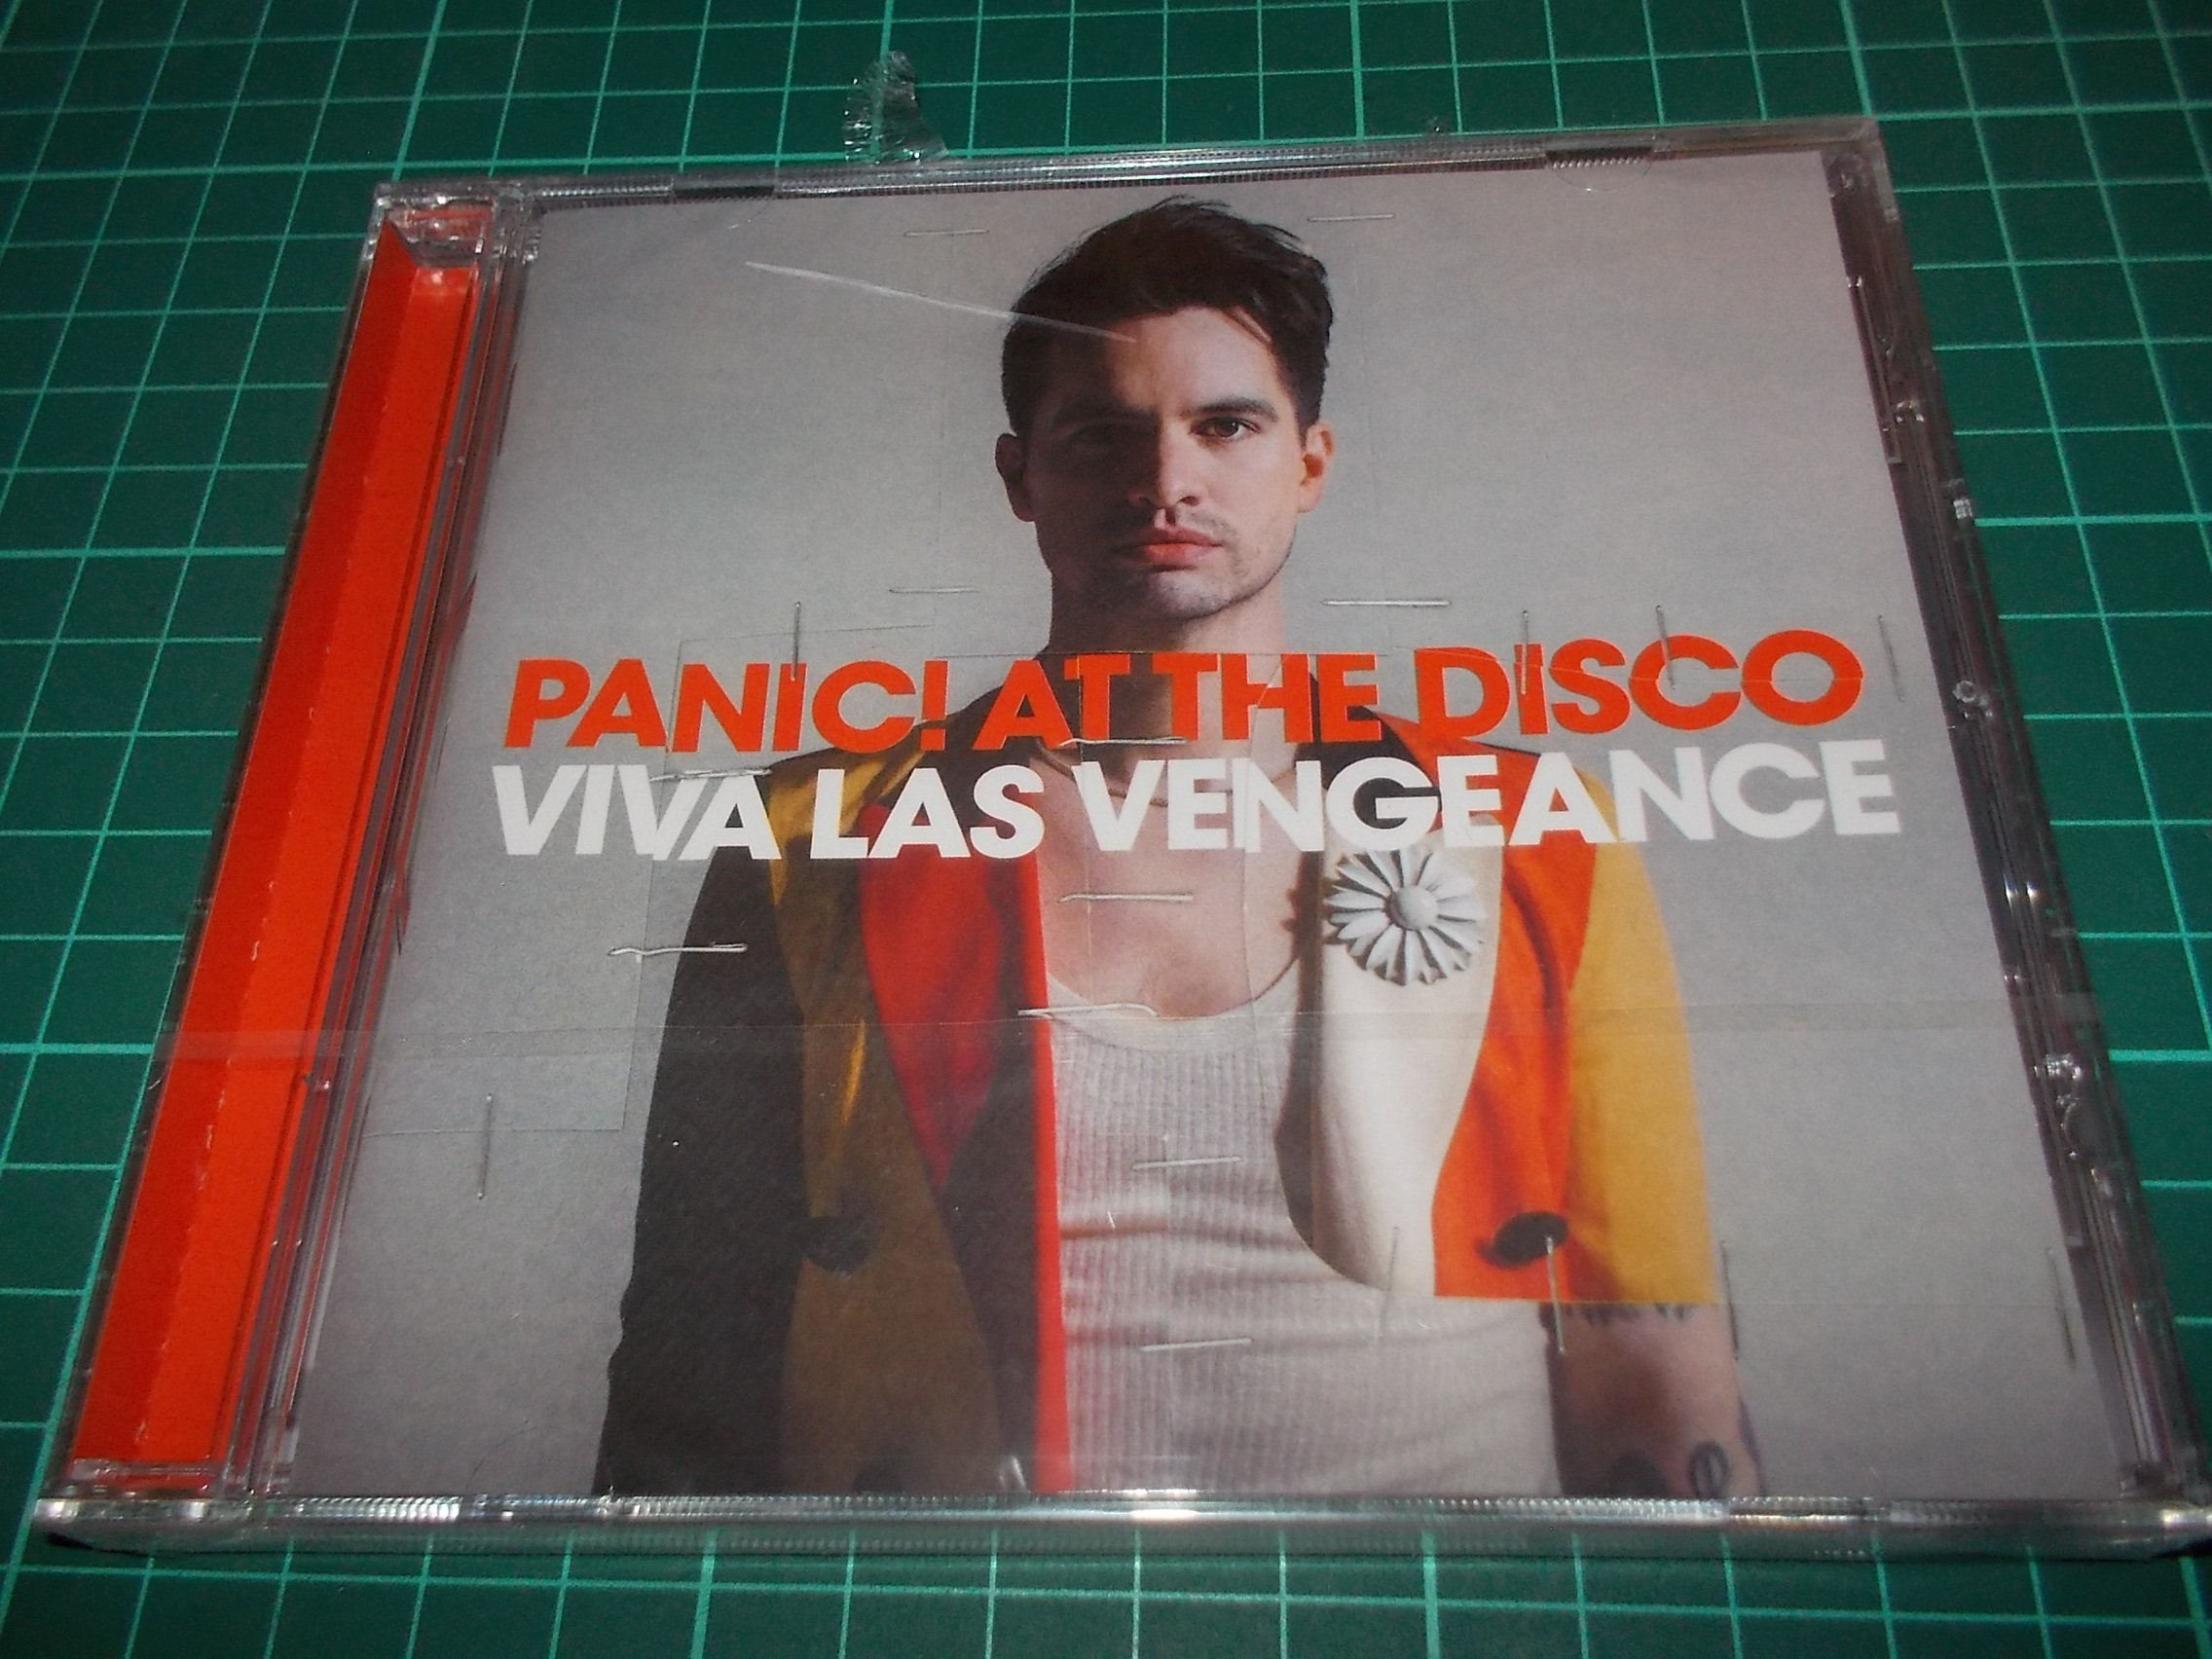 PANIC! AT THE DISCO
VIVA LAS VENGEANCE